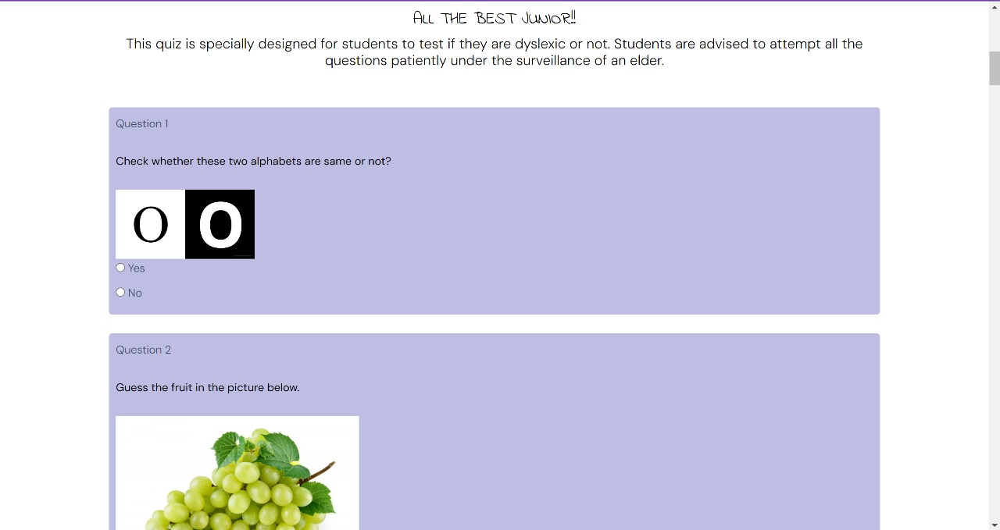 ALL THE BEST JUNIOR!!
This quiz is specially designed for students to test if they are dyslexic or not. Students are advised to attempt all the
questions patiently under the surveillance of an elder.
Question 1
Check whether these two alphabets are same or not?
O O
Yes
No
Question 2
Guess the fruit in the picture below.